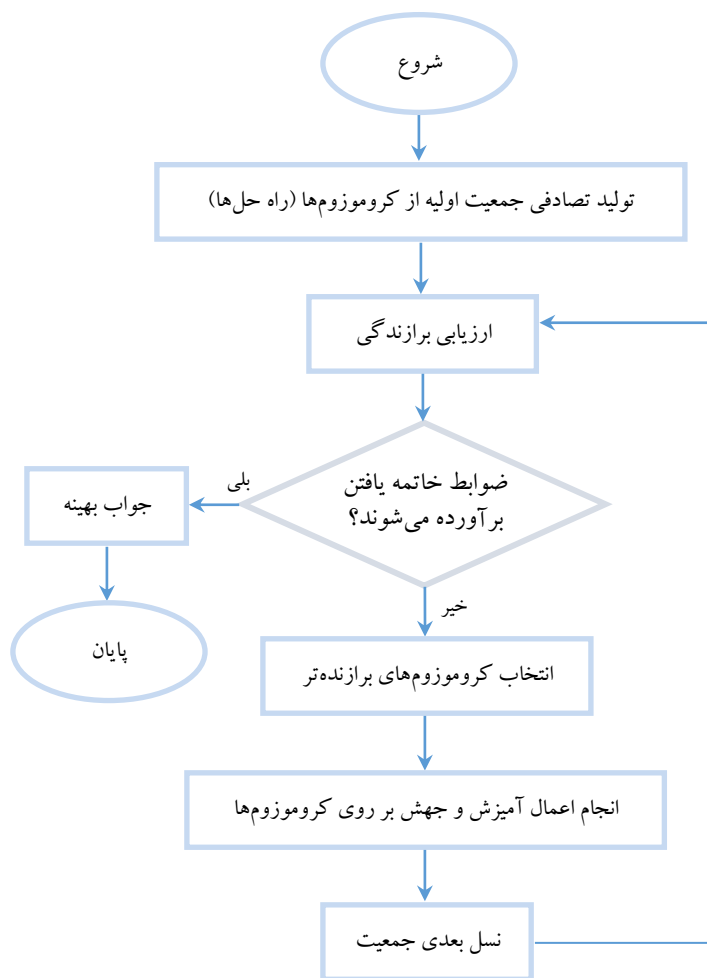 شروع
تولید تصادفی جمعیت اولیه از کروموزوم‌ها (راه حل‌ها)
ارزیابی برازندگی
ضوابط خاتمه یافتن
برآورده می‌شوند؟
بلی
جواب بهینه
پایان
خیر
انتخاب کروموزوم‌های برازنده‌تر
انجام اعمال آمیزش و جهش بر روی کروموزوم‌ها
نسل بعدی جمعیت